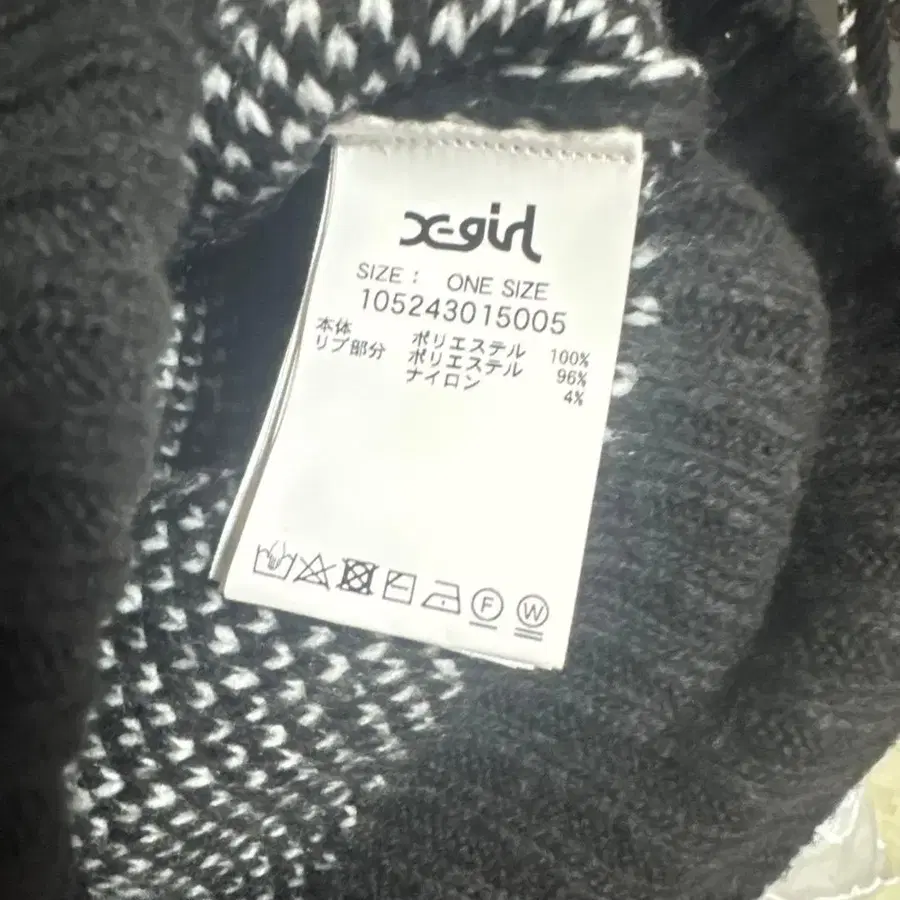 X-girl
SIZE : ONE SIZE
105243015005
本体 ポリエステル 100%
リブ部分 ポリエステル 96%
ナイロン 4%
F W